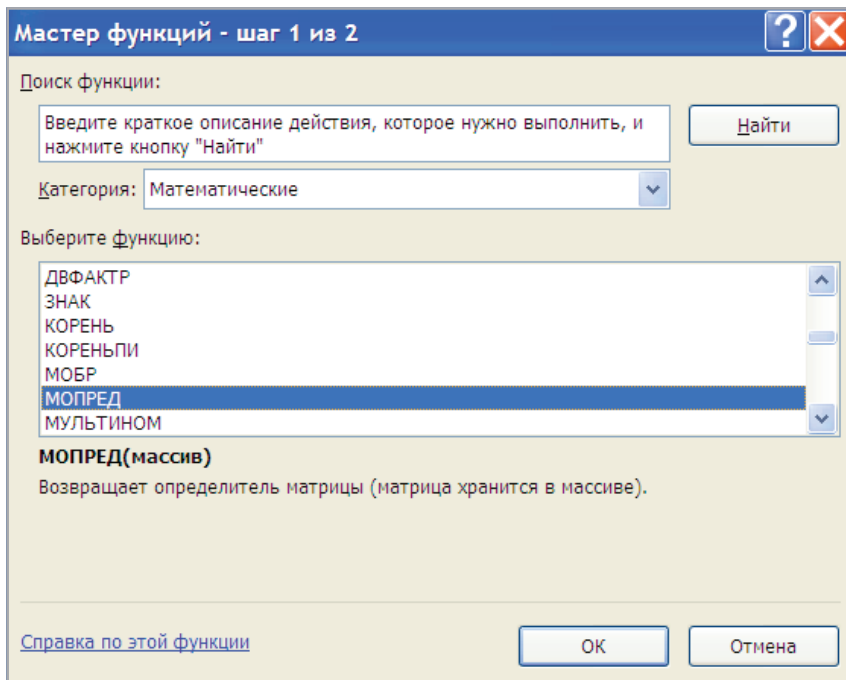 Мастер функций - шаг 1 из 2
Поиск функции:
Введите краткое описание действия, которое нужно выполнить, и
нажмите кнопку "Найти"
Найти
Категория: Математические
Выберите функцию:
ДВФАКТР
ЗНАК
КОРЕНЬ
КОРЕНЬПИ
МОБР
МОПРЕД
МУЛЬТИНОМ
МОПРЕД(массив)
Возвращает определитель матрицы (матрица хранится в массиве).
Справка по этой функции
ОК
Отмена